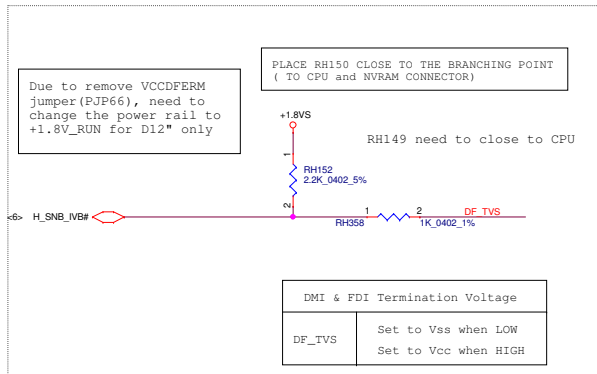 PLACE RH150 CLOSE TO THE BRANCHING POINT
( TO CPU and NVRAM CONNECTOR)
Due to remove VCCDFERM
jumper(PJP66), need to
change the power rail to
+1.8V_RUN for D12" only
+1.8VS
RH149 need to close to CPU
1
RH152
2.2K_0402_5%
2
<6> H_SNB_IVB#
RH358
1
2
1K_0402_1%
DF_TVS
DMI & FDI Termination Voltage
DF_TVS
Set to Vss when LOW
Set to Vcc when HIGH